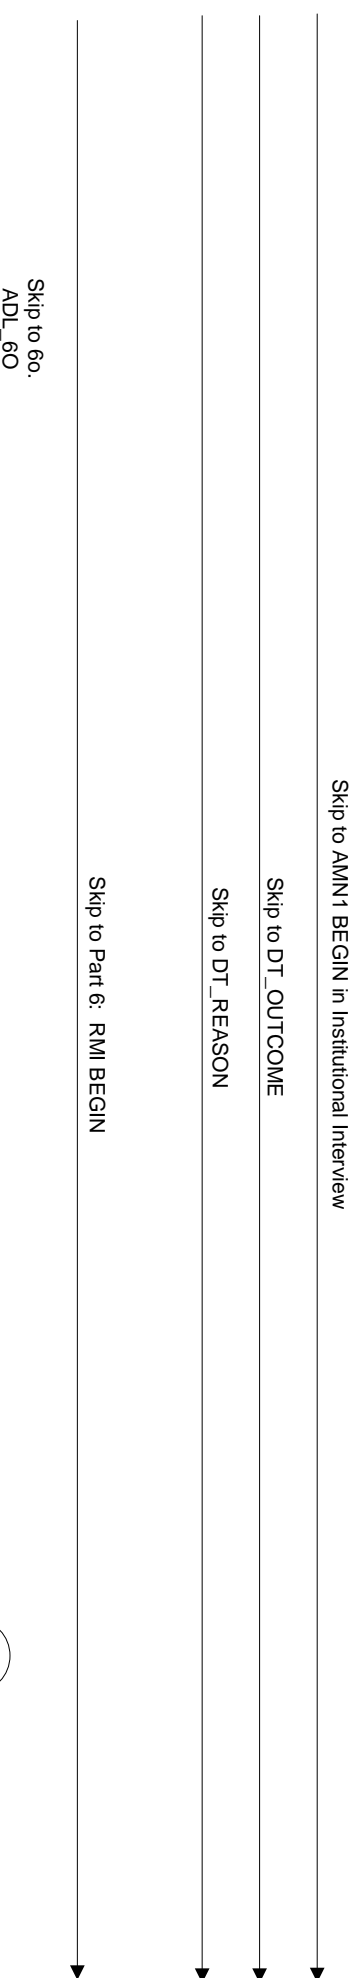 Skip to AMN1 BEGIN in Institutional Interview
Skip to DT_OUTCOME
Skip to DT_REASON
Skip to Part 6:  RMI BEGIN
Skip to 6o.
ADL_6O